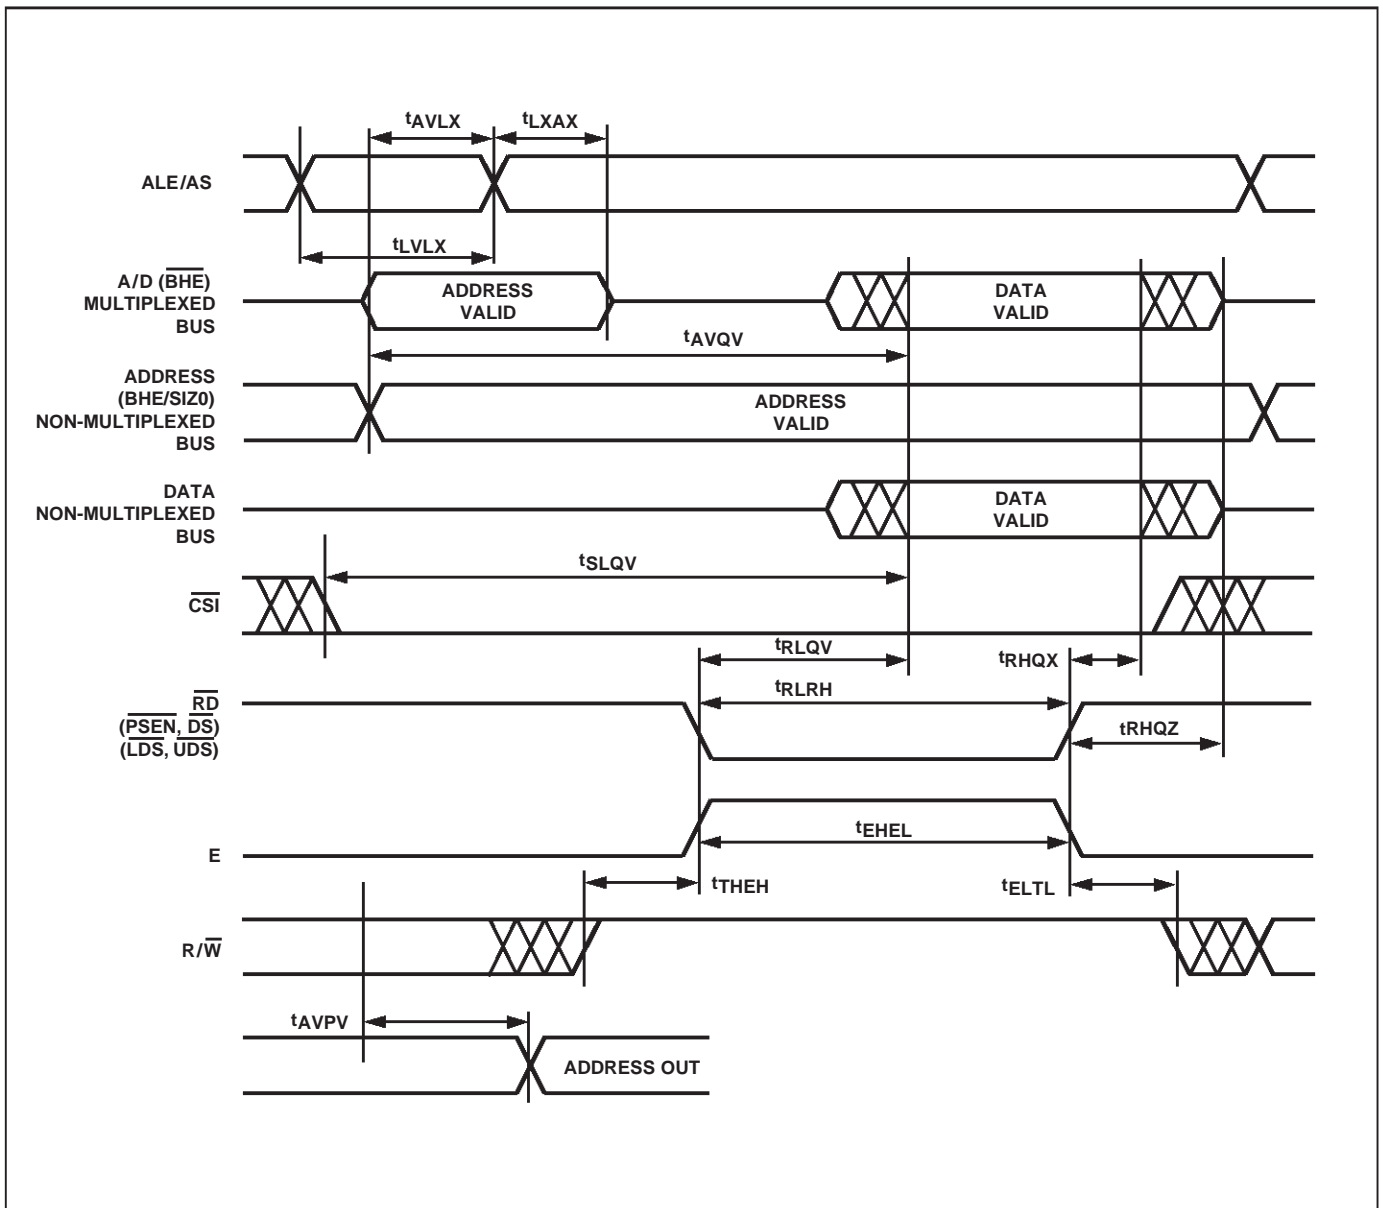 tAVLX
tLXAX
ALE/AS
tLVLX
A/D (BHE)
MULTIPLEXED
BUS
ADDRESS
VALID
DATA
VALID
tAVQV
ADDRESS
(BHE/SIZ0)
NON-MULTIPLEXED
BUS
ADDRESS
VALID
DATA
NON-MULTIPLEXED
BUS
DATA
VALID
tSLQV
CSI
tRLQV
tRHQX
tRLRH
RD
(PSEN, DS)
(LDS, UDS)
tRHQZ
tEHEL
E
tTHEH
tELTL
R/W
tAVPV
ADDRESS OUT